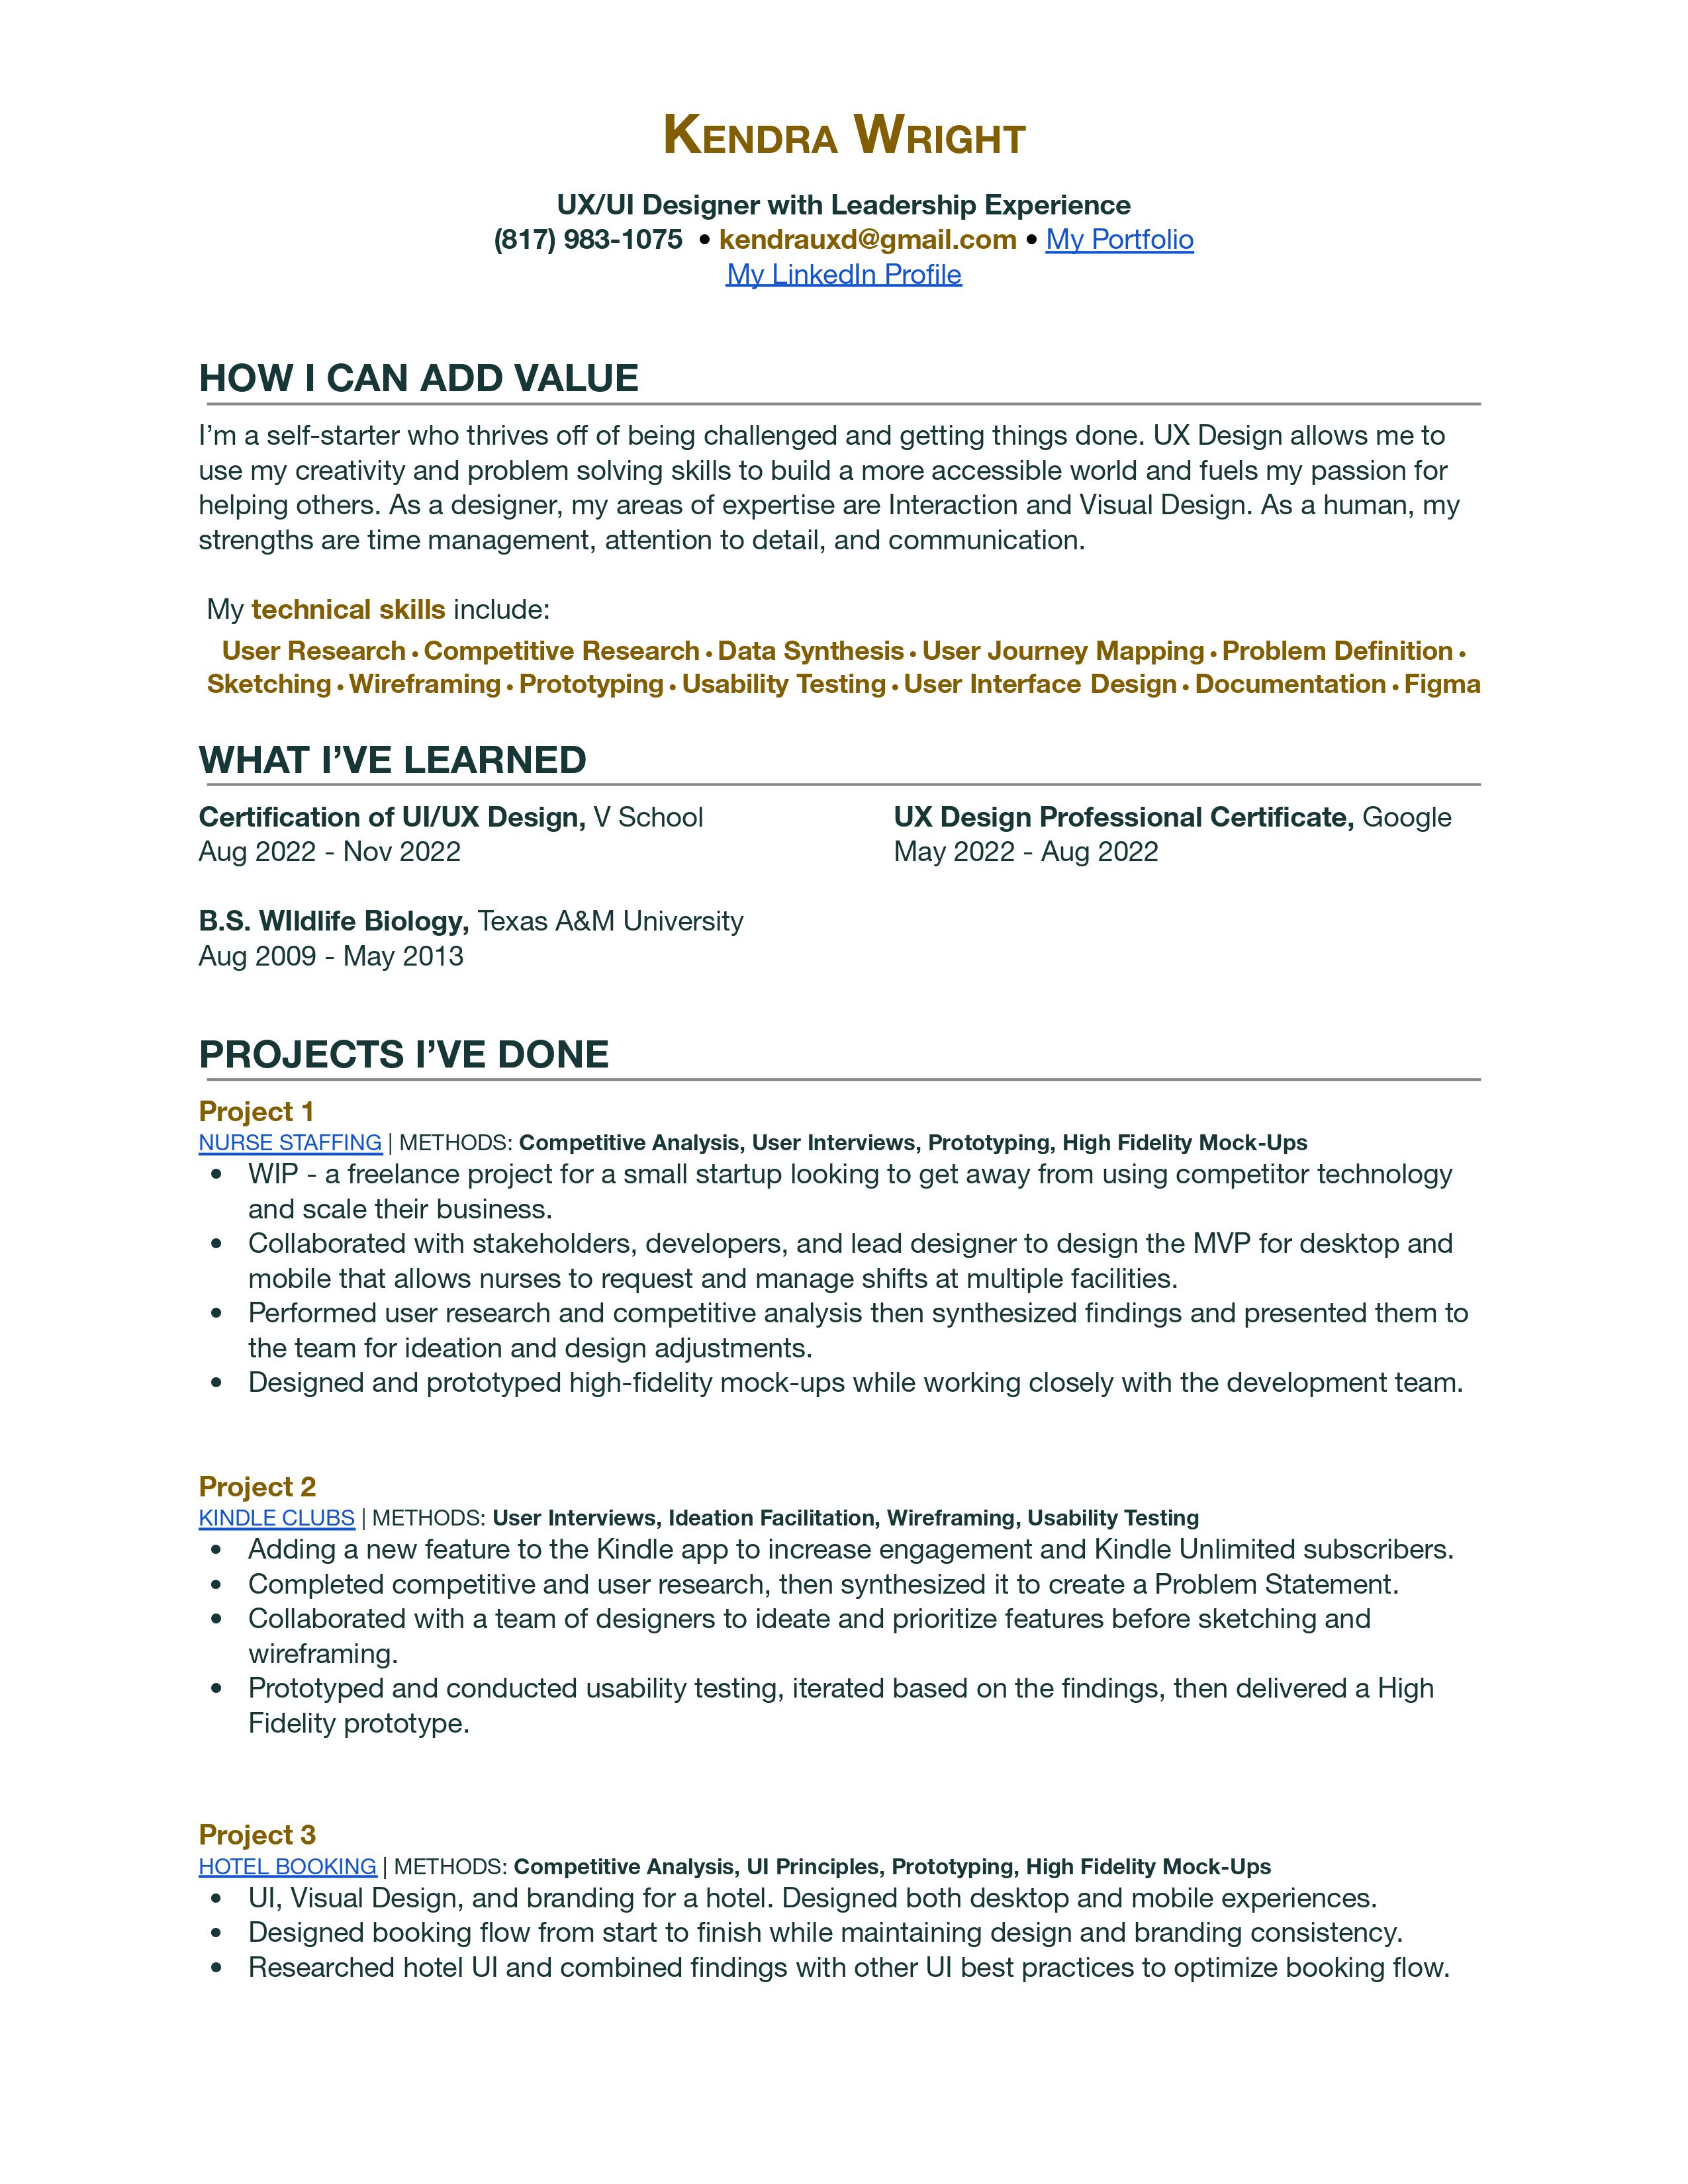 Kendra Wright
UX/UI Designer with Leadership Experience
(817) 983-1075 • kendrauxd@gmail.com • My Portfolio
My LinkedIn Profile
HOW I CAN ADD VALUE
I’m a self-starter who thrives off of being challenged and getting things done. UX Design allows me to
use my creativity and problem solving skills to build a more accessible world and fuels my passion for
helping others. As a designer, my areas of expertise are Interaction and Visual Design. As a human, my
strengths are time management, attention to detail, and communication.
My technical skills include:
User Research • Competitive Research • Data Synthesis • User Journey Mapping • Problem Definition •
Sketching • Wireframing • Prototyping • Usability Testing • User Interface Design • Documentation • Figma
WHAT I’VE LEARNED
Certification of UI/UX Design, V School
Aug 2022 - Nov 2022
UX Design Professional Certificate, Google
May 2022 - Aug 2022
B.S. WIldlife Biology, Texas A&M University
Aug 2009 - May 2013
PROJECTS I’VE DONE
Project 1
NURSE STAFFING | METHODS: Competitive Analysis, User Interviews, Prototyping, High Fidelity Mock-Ups
• WIP - a freelance project for a small startup looking to get away from using competitor technology
and scale their business.
• Collaborated with stakeholders, developers, and lead designer to design the MVP for desktop and
mobile that allows nurses to request and manage shifts at multiple facilities.
• Performed user research and competitive analysis then synthesized findings and presented them to
the team for ideation and design adjustments.
• Designed and prototyped high-fidelity mock-ups while working closely with the development team.
Project 2
KINDLE CLUBS | METHODS: User Interviews, Ideation Facilitation, Wireframing, Usability Testing
• Adding a new feature to the Kindle app to increase engagement and Kindle Unlimited subscribers.
• Completed competitive and user research, then synthesized it to create a Problem Statement.
• Collaborated with a team of designers to ideate and prioritize features before sketching and
wireframing.
• Prototyped and conducted usability testing, iterated based on the findings, then delivered a High
Fidelity prototype.
Project 3
HOTEL BOOKING | METHODS: Competitive Analysis, UI Principles, Prototyping, High Fidelity Mock-Ups
• UI, Visual Design, and branding for a hotel. Designed both desktop and mobile experiences.
• Designed booking flow from start to finish while maintaining design and branding consistency.
• Researched hotel UI and combined findings with other UI best practices to optimize booking flow.